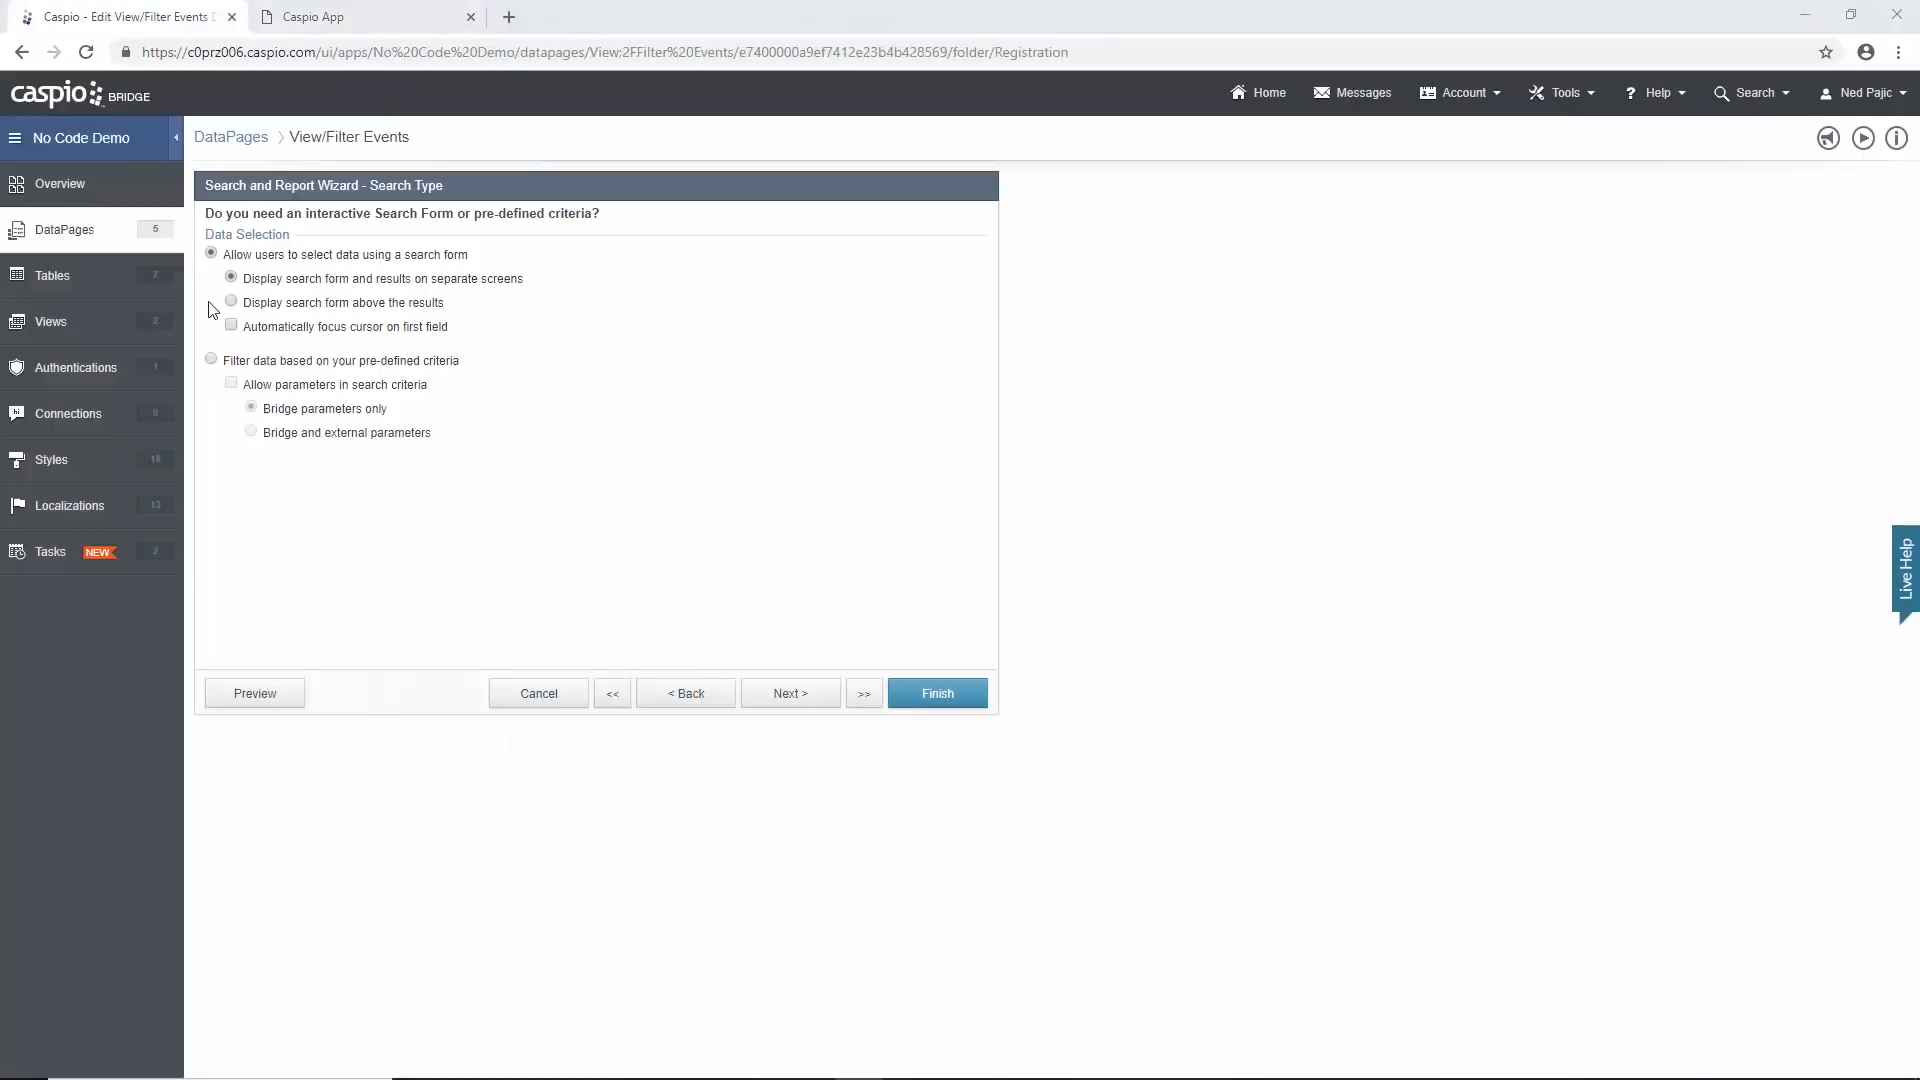 Caspio - Edit View/Filter Events
Caspio App
https://c0prz006.caspio.com/ui/apps/No%20Code%20Demo/datapages/View;2FFilter%20Events/e7400000a9ef7412e23b4b428569/folder/Registration
caspio BRIDGE
Home
Messages
Account
Tools
? Help
Search
Ned Pajic
No Code Demo
DataPages
View/Filter Events
Overview
DataPages 5
Tables 7
Views 2
Authentications 1
Connections
Styles 18
Localizations 13
Tasks NEW 2
Search and Report Wizard - Search Type
Do you need an interactive Search Form or pre-defined criteria?
Data Selection
Allow users to select data using a search form
Display search form and results on separate screens
Display search form above the results
Automatically focus cursor on first field
Filter data based on your pre-defined criteria
Allow parameters in search criteria
Bridge parameters only
Bridge and external parameters
Preview
Cancel
<<
< Back
Next >
>>
Finish
Live Help